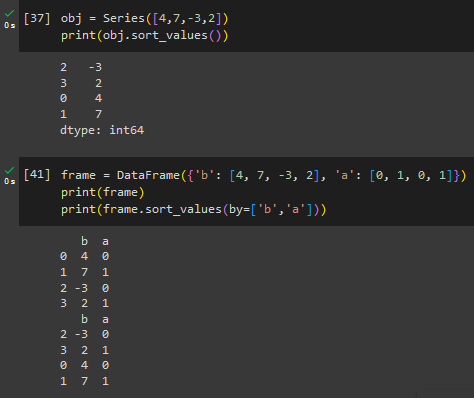 [37] obj = Series([4,7,-3,2])
print(obj.sort_values())
0s
2   -3
3    2
0    4
1    7
dtype: int64
[41] frame = DataFrame({'b': [4, 7, -3, 2], 'a': [0, 1, 0, 1]})
0s
print(frame)
print(frame.sort_values(by=['b','a']))
   b  a
0  4  0
1  7  1
2 -3  0
3  2  1
   b  a
2 -3  0
3  2  1
0  4  0
1  7  1